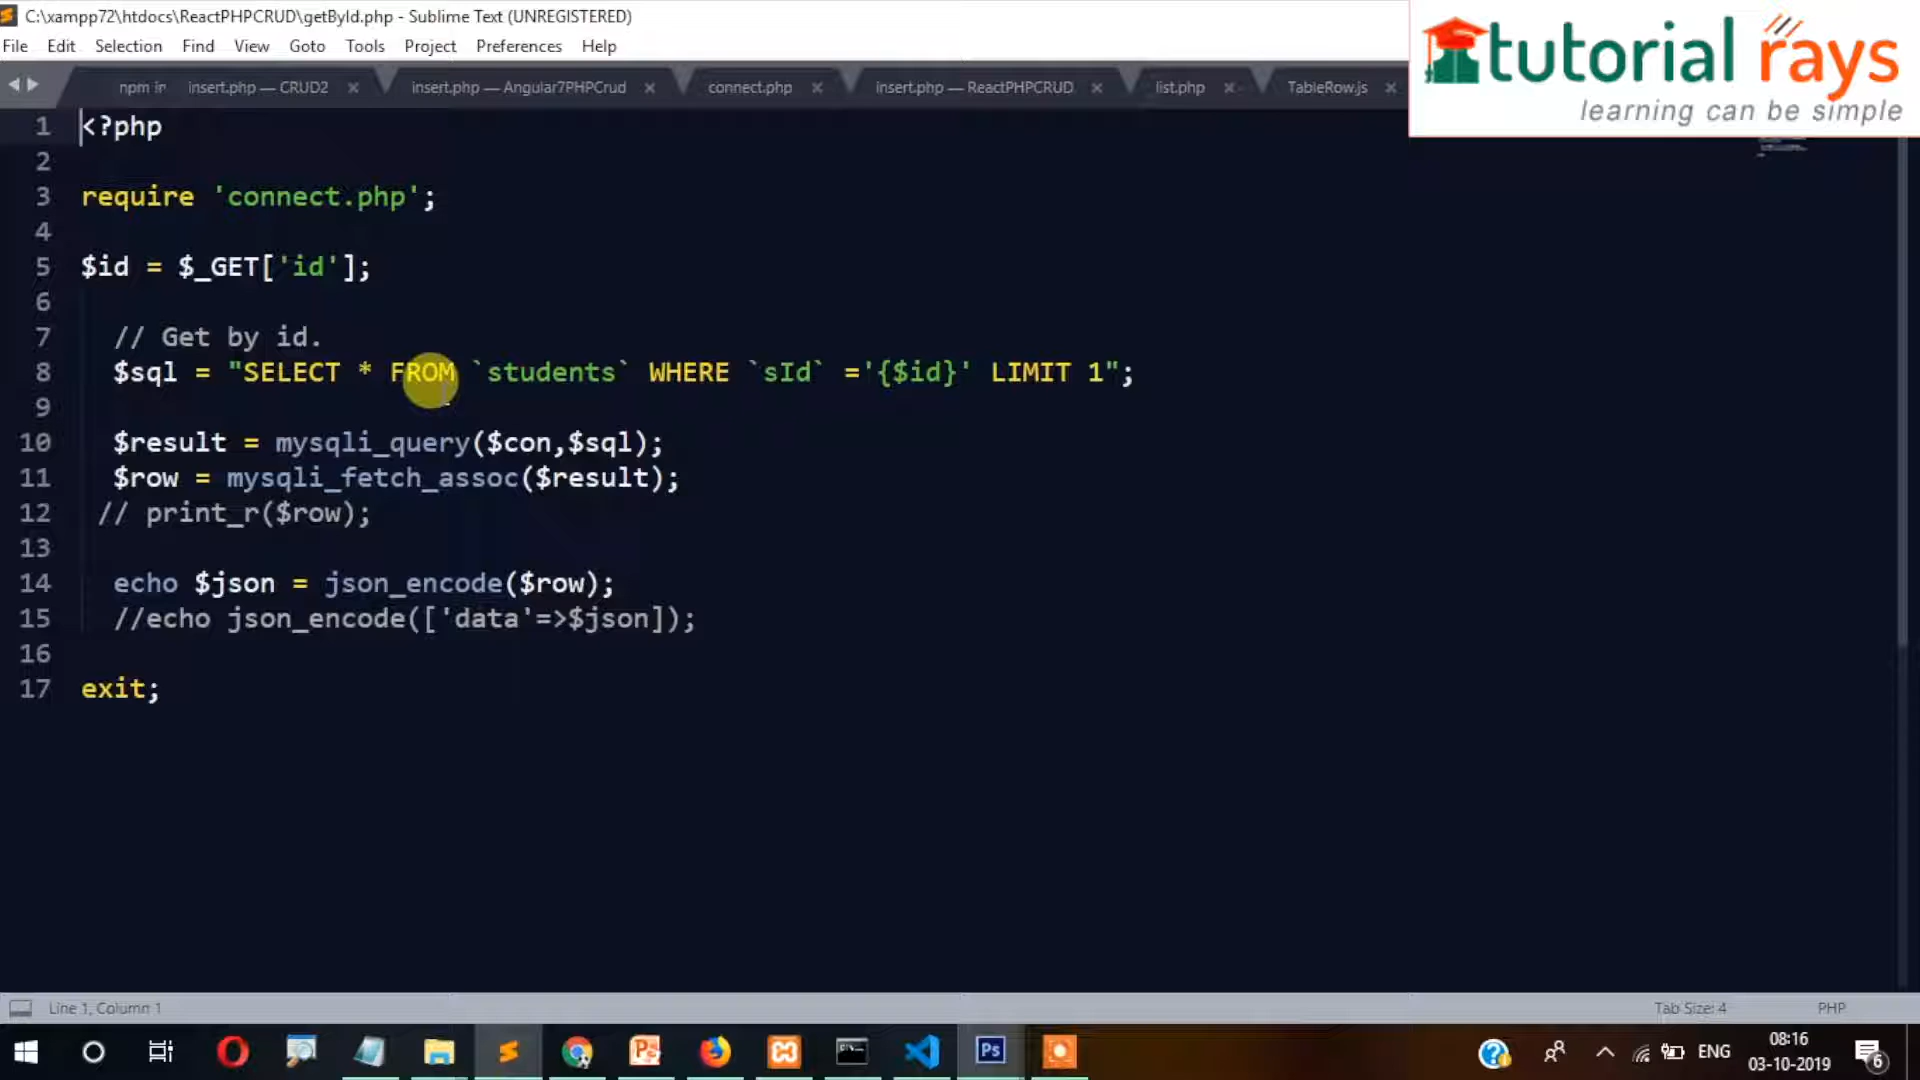 C:\xampp72\htdocs\ReactPHPCRUD\getById.php - Sublime Text (UNREGISTERED)
File Edit Selection Find View Goto Tools Project Preferences Help
tutorial rays
learning can be simple
npm in insert.php — CRUD2 insert.php — Angular7PHPCrud connect.php insert.php — ReactPHPCRUD list.php TableRow.js
1 <?php
2
3 require 'connect.php';
4
5 $id = $_GET['id'];
6
7 // Get by id.
8 $sql = "SELECT * FROM `students` WHERE `sId` ='{$id}' LIMIT 1";
9
10 $result = mysqli_query($con,$sql);
11 $row = mysqli_fetch_assoc($result);
12 // print_r($row);
13
14 echo $json = json_encode($row);
15 //echo json_encode(['data'=>$json]);
16
17 exit;
Line 1, Column 1 Tab Size: 4 PHP
ENG 08:16
03-10-2019
6
Ps